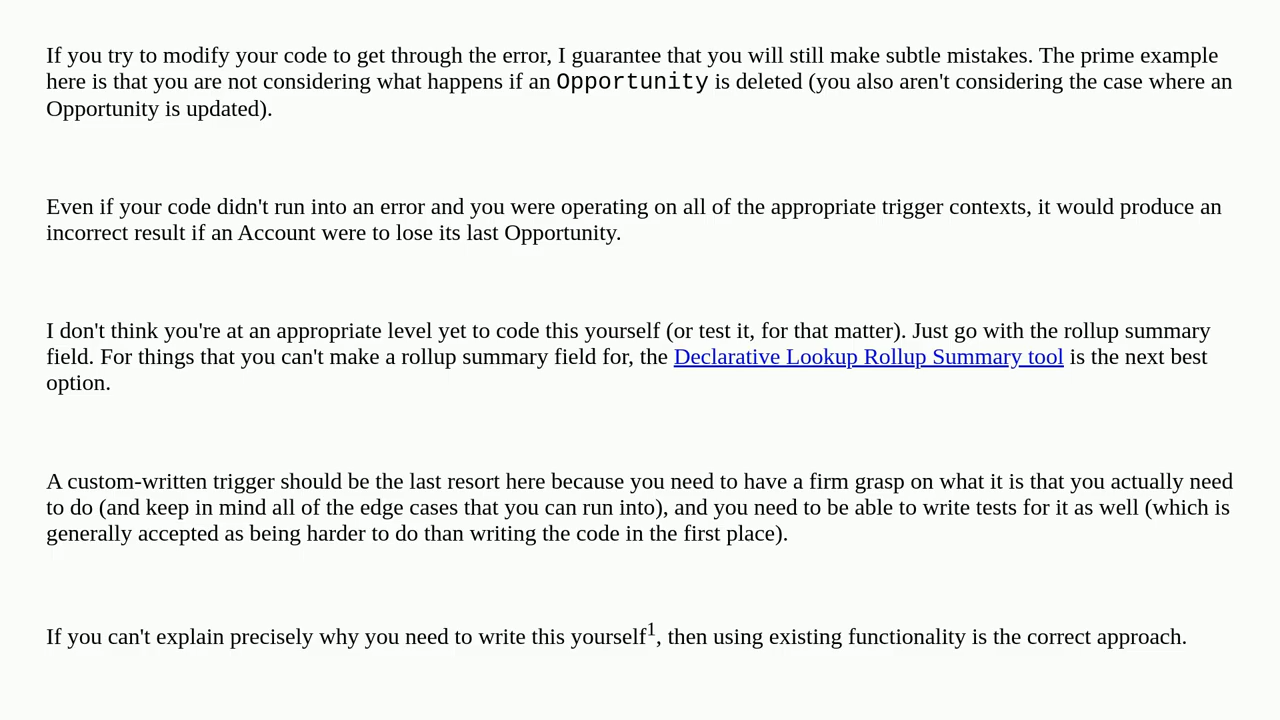 If you try to modify your code to get through the error, I guarantee that you will still make subtle mistakes. The prime example
here is that you are not considering what happens if an Opportunity is deleted (you also aren't considering the case where an
Opportunity is updated).
Even if your code didn't run into an error and you were operating on all of the appropriate trigger contexts, it would produce an
incorrect result if an Account were to lose its last Opportunity.
I don't think you're at an appropriate level yet to code this yourself (or test it, for that matter). Just go with the rollup summary
field. For things that you can't make a rollup summary field for, the Declarative Lookup Rollup Summary tool is the next best
option.
A custom-written trigger should be the last resort here because you need to have a firm grasp on what it is that you actually need
to do (and keep in mind all of the edge cases that you can run into), and you need to be able to write tests for it as well (which is
generally accepted as being harder to do than writing the code in the first place).
If you can't explain precisely why you need to write this yourself1, then using existing functionality is the correct approach.